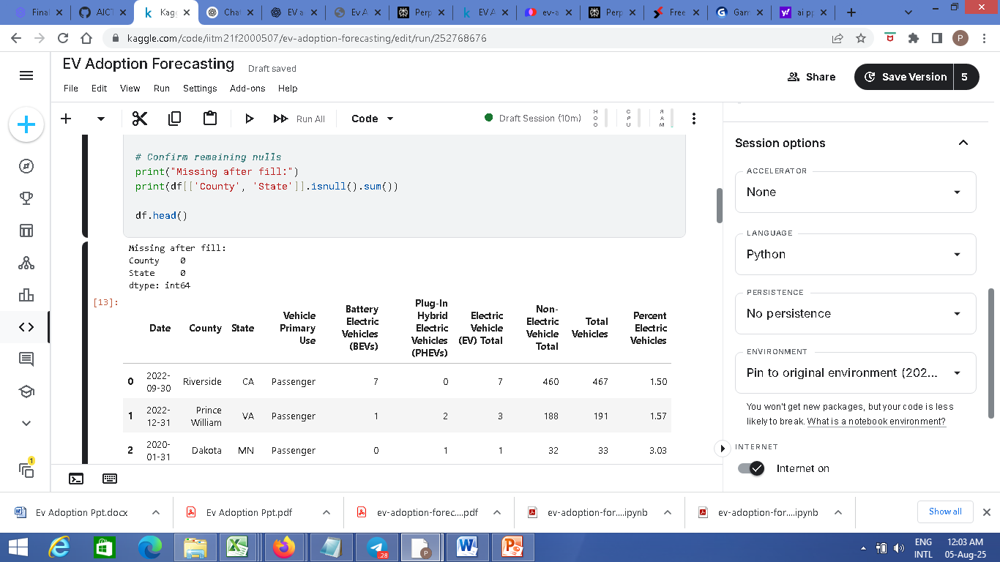 Final
AICT
Kagg
Chat
EV a
Ev A
Perp
EV A
ev-a
Perp
Free
Gam
ai pp
kaggle.com/code/iitm21f2000507/ev-adoption-forecasting/edit/run/252768676
P
EV Adoption Forecasting
Draft saved
File Edit View Run Settings Add-ons Help
Share
Save Version 5
Run All
Code
Draft Session (10m)
HDD
CPU
RAM
# Confirm remaining nulls
print("Missing after fill:")
print(df[['County', 'State']].isnull().sum())
df.head()
Missing after fill:
County 0
State 0
dtype: int64
[13]:
Date County State Vehicle Primary Use Battery Electric Vehicles (BEVs) Plug-In Hybrid Electric Vehicles (PHEVs) Electric Vehicle (EV) Total Non-Electric Vehicle Total Total Vehicles Percent Electric Vehicles
0 2022-09-30 Riverside CA Passenger 7 0 7 460 467 1.50
1 2022-12-31 Prince William VA Passenger 1 2 3 188 191 1.57
2 2020-01-31 Dakota MN Passenger 0 1 1 32 33 3.03
Session options
ACCELERATOR
None
LANGUAGE
Python
PERSISTENCE
No persistence
ENVIRONMENT
Pin to original environment (202...
You won't get new packages, but your code is less
likely to break. What is a notebook environment?
INTERNET
Internet on
1
Ev Adoption Ppt.docx
Ev Adoption Ppt.pdf
ev-adoption-forec....pdf
ev-adoption-for....ipynb
ev-adoption-for....ipynb
Show all
.28
P
ENG
INTL
12:03 AM
05-Aug-25